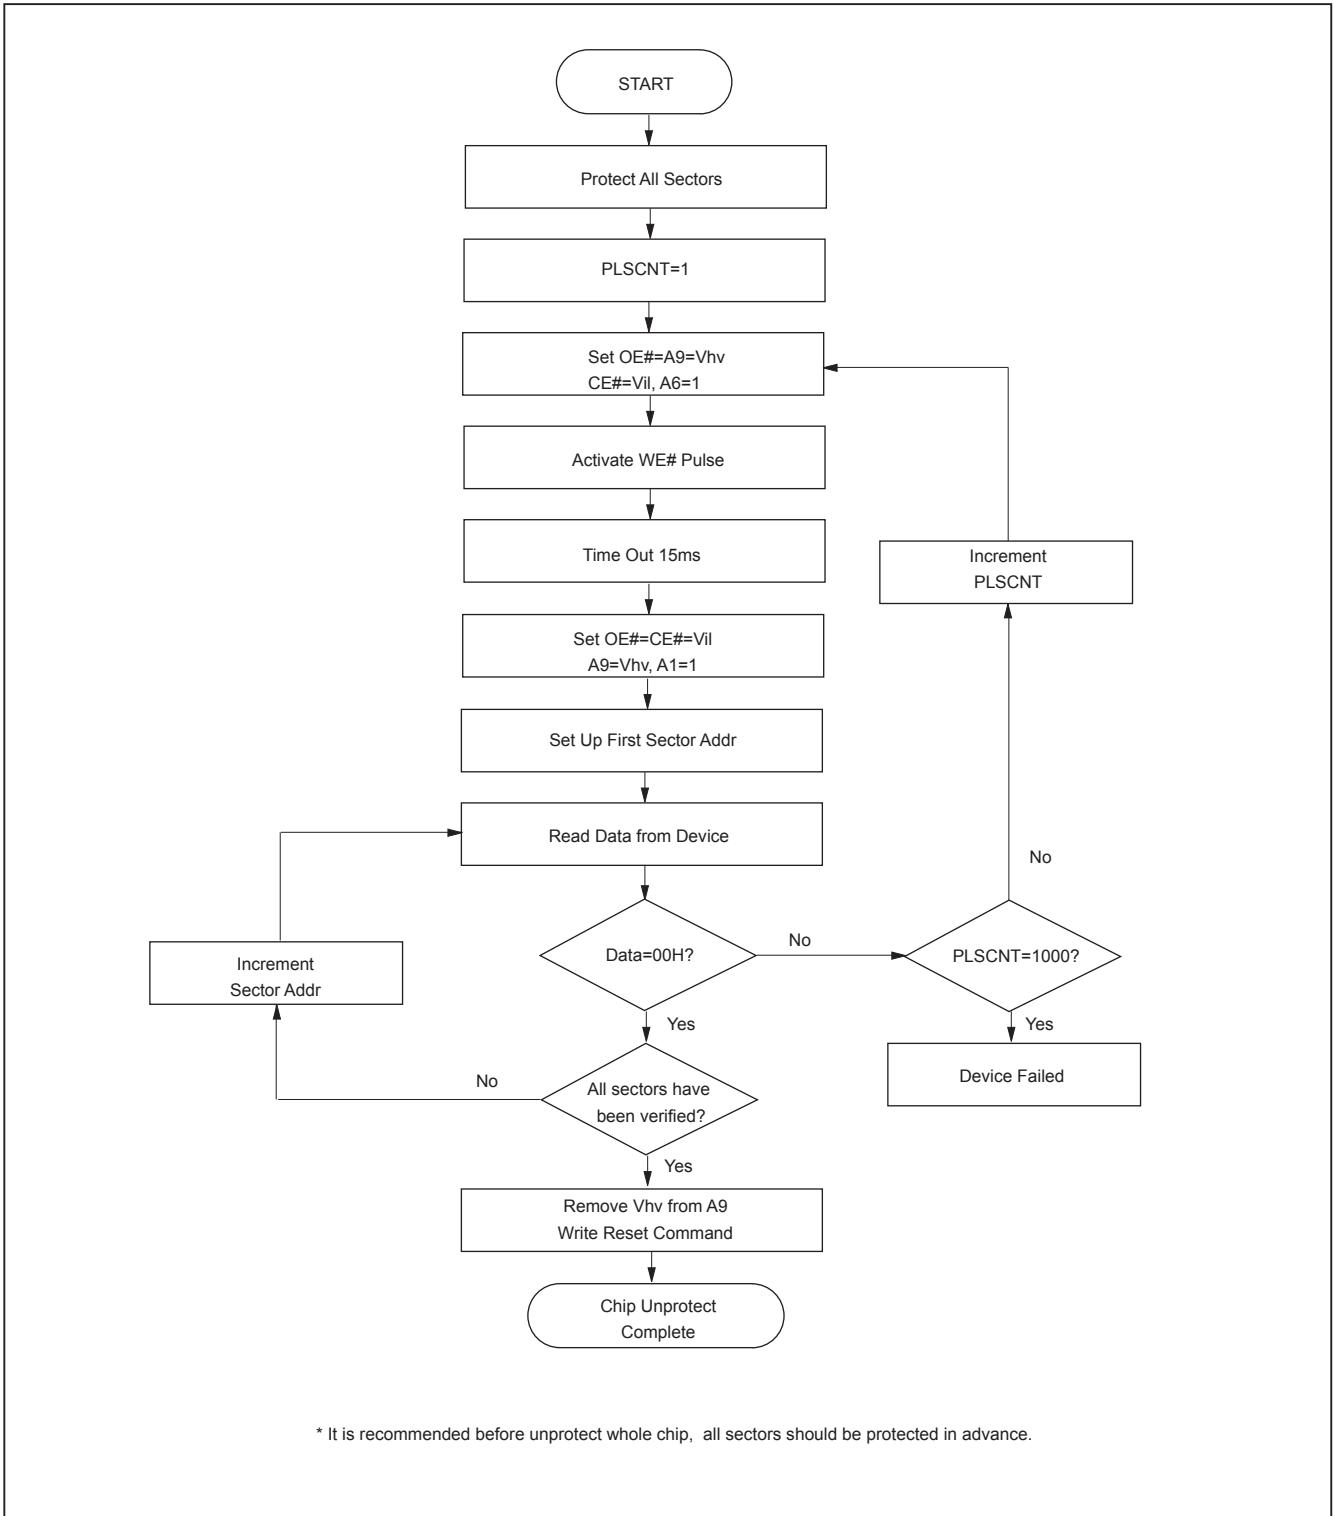 START
Protect All Sectors
PLSCNT=1
Set OE#=A9=Vhv
CE#=Vil, A6=1
Activate WE# Pulse
Time Out 15ms
Increment
PLSCNT
Set OE#=CE#=Vil
A9=Vhv, A1=1
Set Up First Sector Addr
Read Data from Device
No
Data=00H?
No
PLSCNT=1000?
Increment
Sector Addr
Yes
Yes
Device Failed
No
All sectors have
been verified?
Yes
Remove Vhv from A9
Write Reset Command
Chip Unprotect
Complete
* It is recommended before unprotect whole chip, all sectors should be protected in advance.